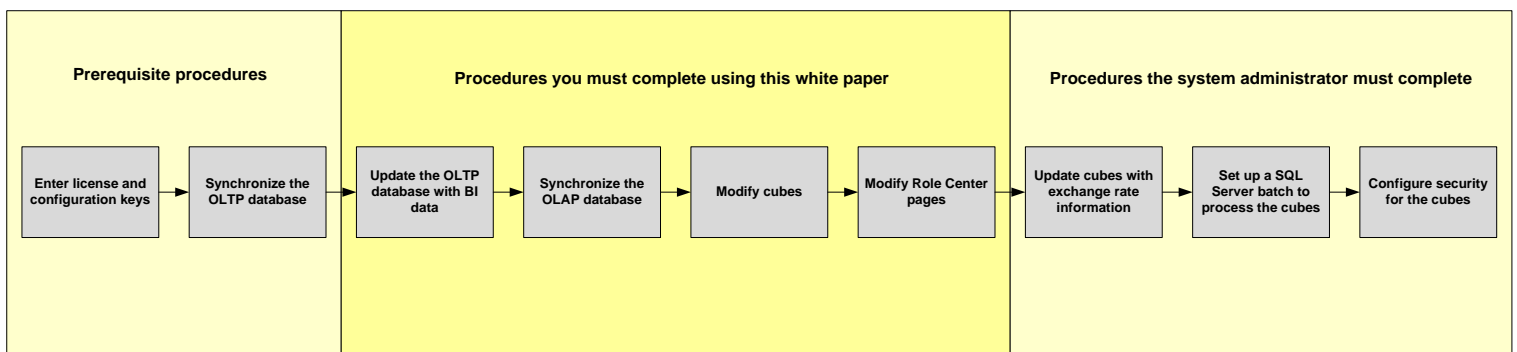 Prerequisite procedures
Procedures you must complete using this white paper
Procedures the system administrator must complete
Enter license and
configuration keys
Synchronize the
OLTP database
Update the OLTP
database with BI
data
Synchronize the
OLAP database
Modify cubes
Modify Role Center
pages
Update cubes with
exchange rate
information
Set up a SQL
Server batch to
process the cubes
Configure security
for the cubes